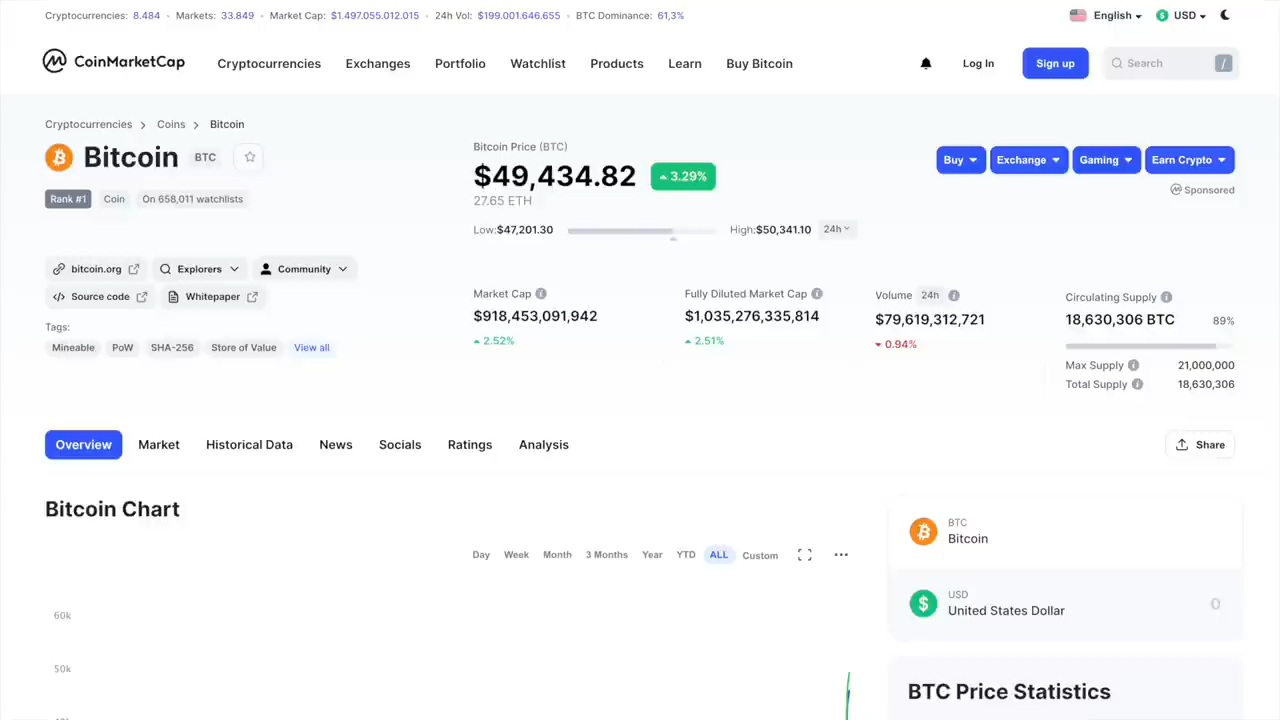 Cryptocurrencies: 8.484 • Markets: 33.849 • Market Cap: $1.497.055.012.015 • 24h Vol: $199.001.646.655 • BTC Dominance: 61,3% English USD
CoinMarketCap Cryptocurrencies Exchanges Portfolio Watchlist Products Learn Buy Bitcoin Log In Sign up Search /
Cryptocurrencies > Coins > Bitcoin
Bitcoin BTC
Rank #1 Coin On 658,011 watchlists
bitcoin.org Explorers Community
Source code Whitepaper
Tags:
Mineable PoW SHA-256 Store of Value View all
Bitcoin Price (BTC)
$49,434.82 3.29%
27.65 ETH
Low:$47,201.30 High:$50,341.10 24h
Buy Exchange Gaming Earn Crypto
Sponsored
Market Cap
$918,453,091,942
2.52%
Fully Diluted Market Cap
$1,035,276,335,814
2.51%
Volume 24h
$79,619,312,721
0.94%
Circulating Supply
18,630,306 BTC 89%
Max Supply 21,000,000
Total Supply 18,630,306
Overview Market Historical Data News Socials Ratings Analysis Share
Bitcoin Chart
Day Week Month 3 Months Year YTD ALL Custom
60k
50k
BTC
Bitcoin
USD
United States Dollar 0
BTC Price Statistics